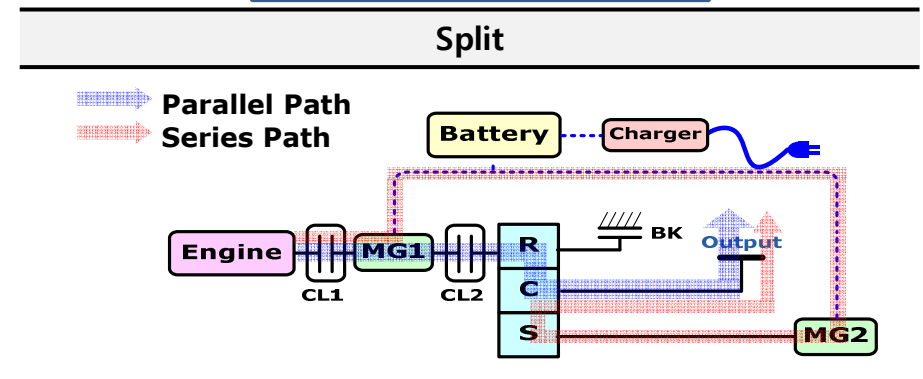 Split
Parallel Path
Series Path
Battery
Charger
Engine
CL1
MG1
CL2
R
C
S
BK
Output
MG2